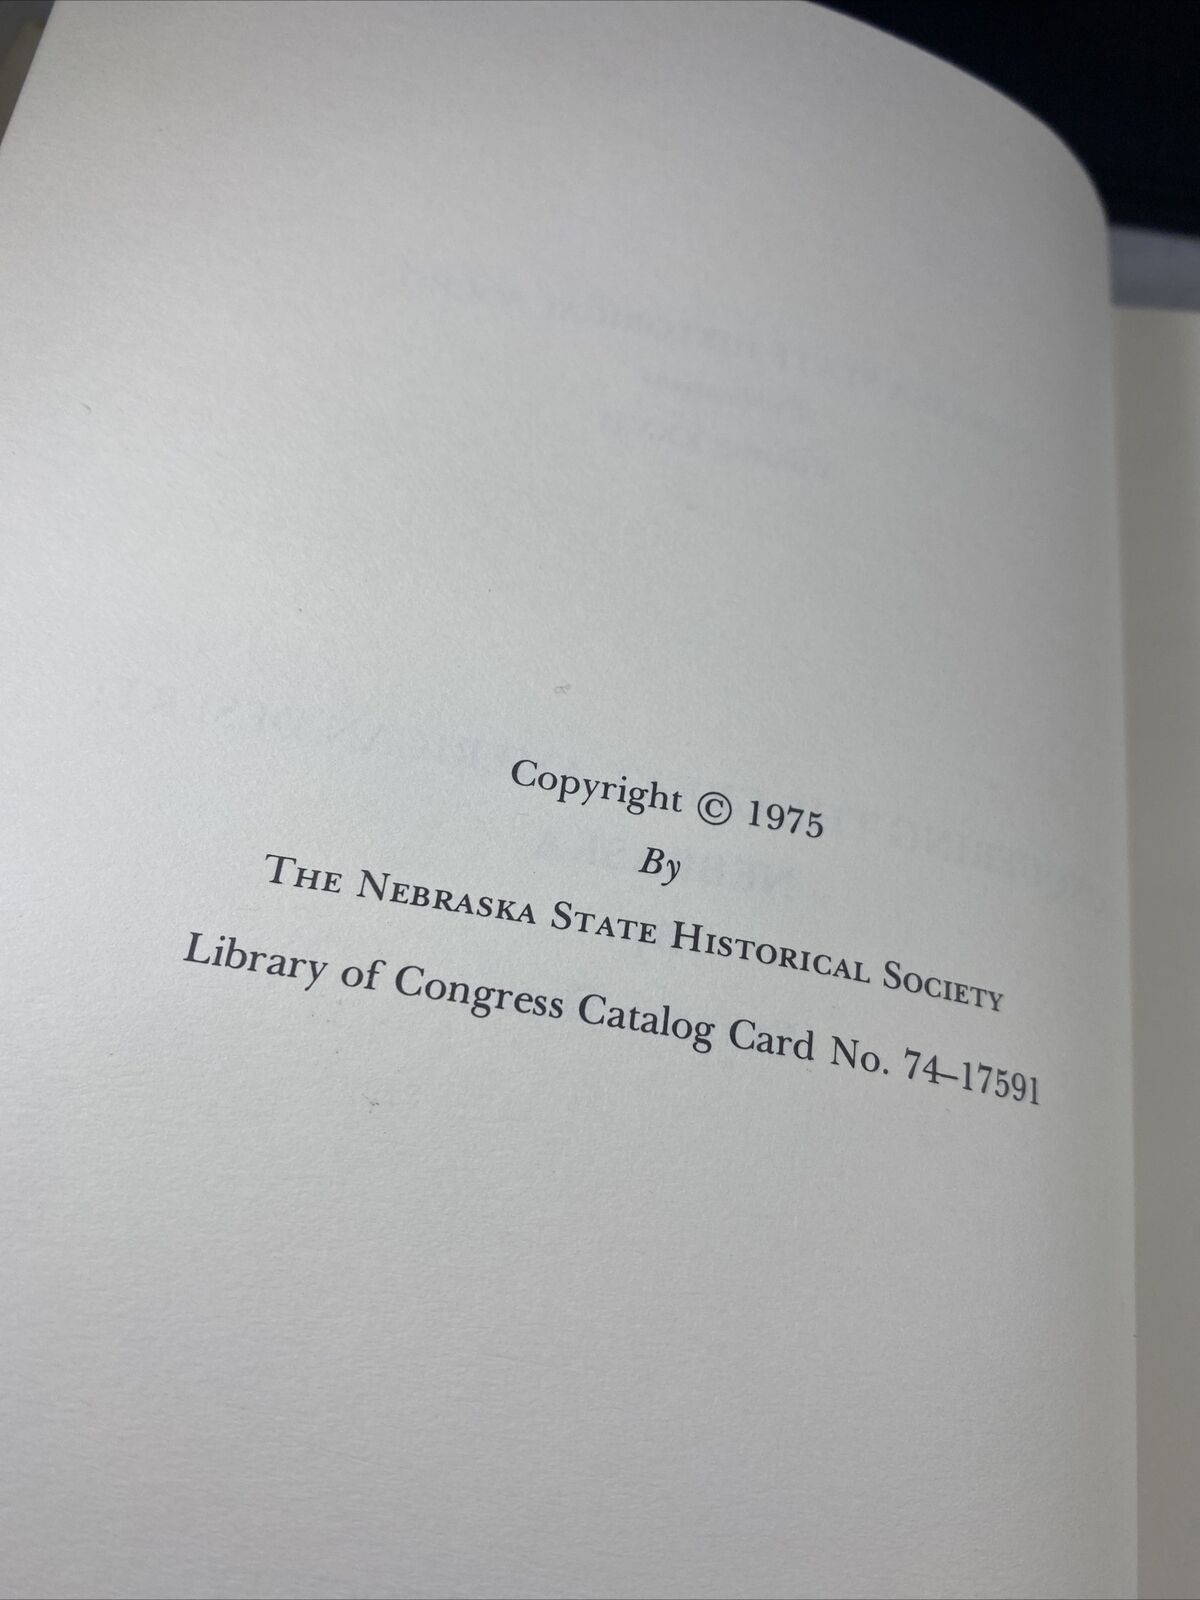 Copyright © 1975
By
THE NEBRASKA STATE HISTORICAL SOCIETY
Library of Congress Catalog Card No. 74–17591